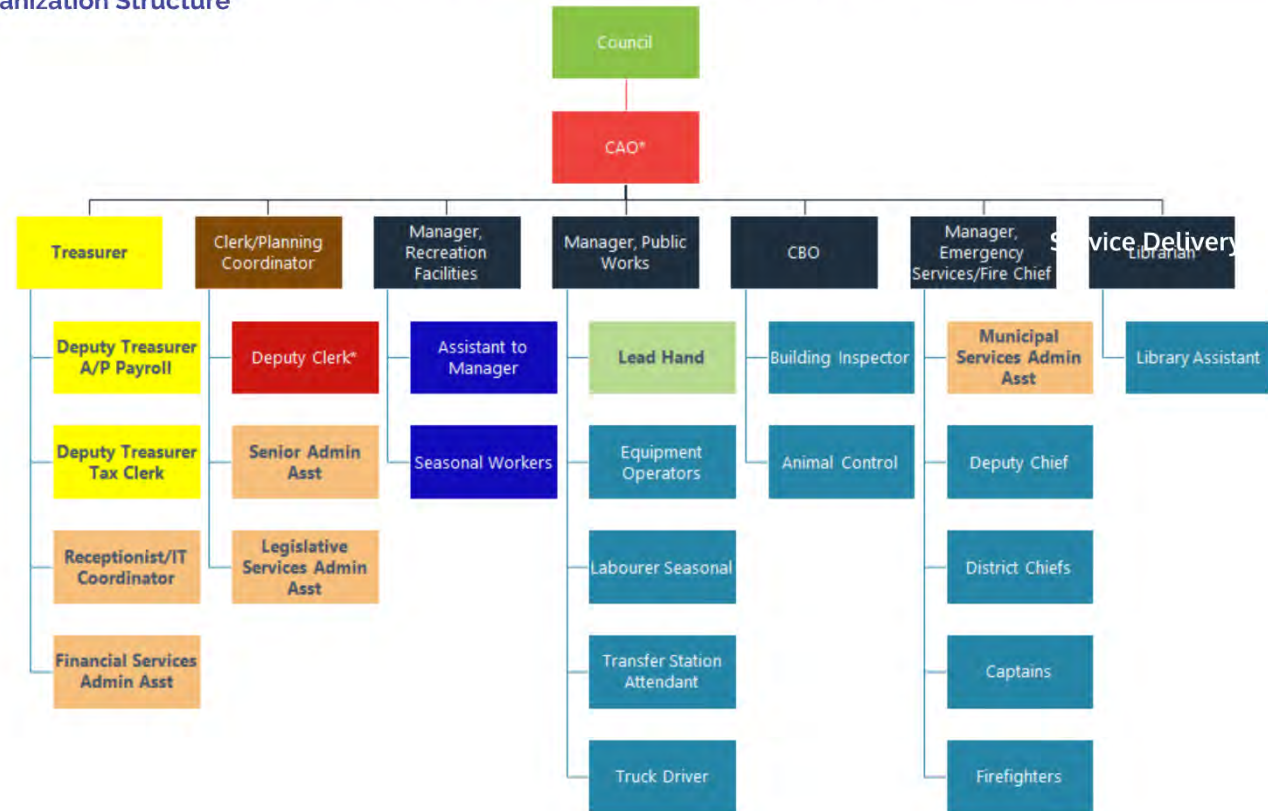 anization Structure
Council
CAO*
Treasurer
Clerk/Planning
Coordinator
Manager,
Recreation
Facilities
Manager, Public
Works
CBO
Manager,
Emergency
Services/Fire Chief
Librarian
Service Delivery
Deputy Treasurer
A/P Payroll
Deputy Clerk*
Assistant to
Manager
Lead Hand
Building Inspector
Municipal
Services Admin
Asst
Library Assistant
Deputy Treasurer
Tax Clerk
Senior Admin
Asst
Seasonal Workers
Equipment
Operators
Animal Control
Deputy Chief
Receptionist/IT
Coordinator
Legislative
Services Admin
Asst
Labourer Seasonal
District Chiefs
Financial Services
Admin Asst
Transfer Station
Attendant
Captains
Truck Driver
Firefighters